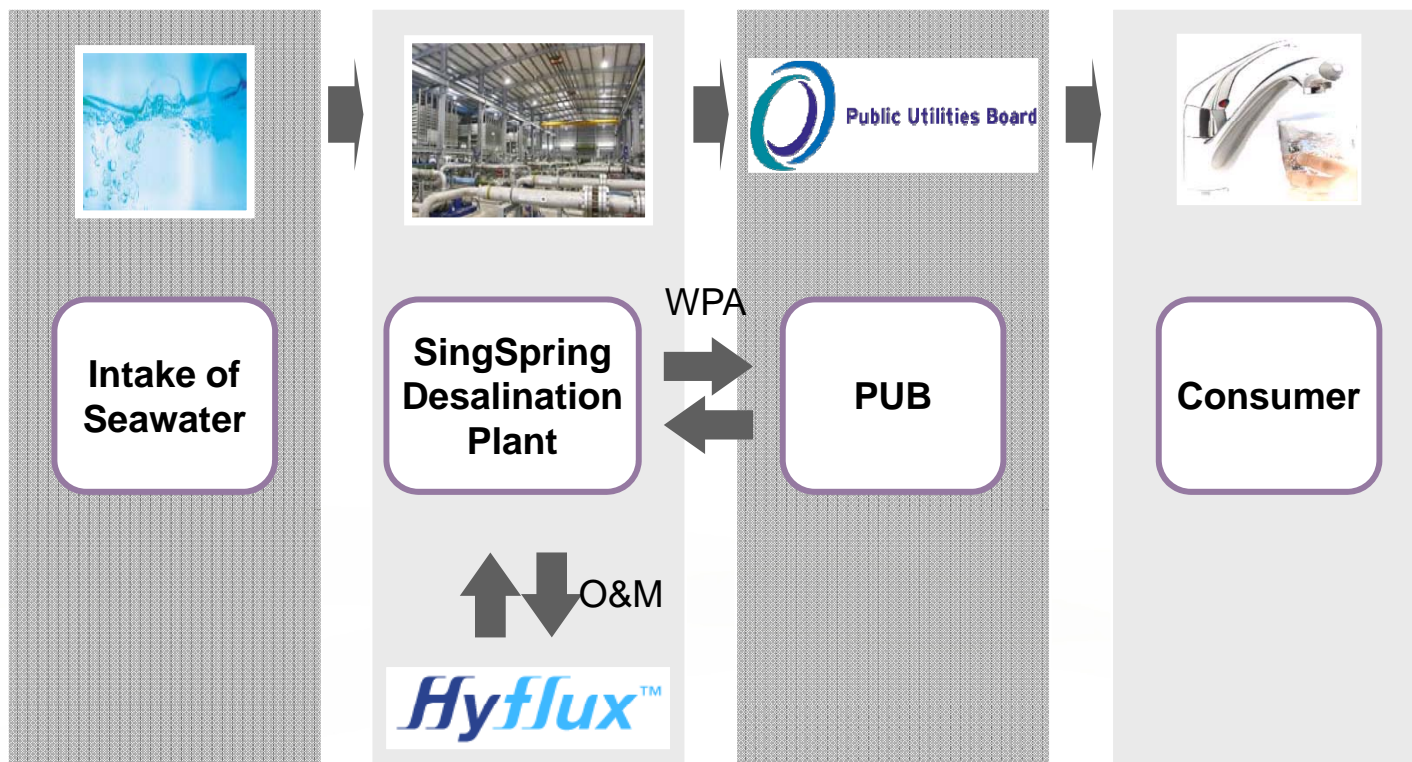 Public Utilities Board
WPA
Intake of
Seawater
SingSpring
Desalination
Plant
PUB
Consumer
O&M
Hyflux™